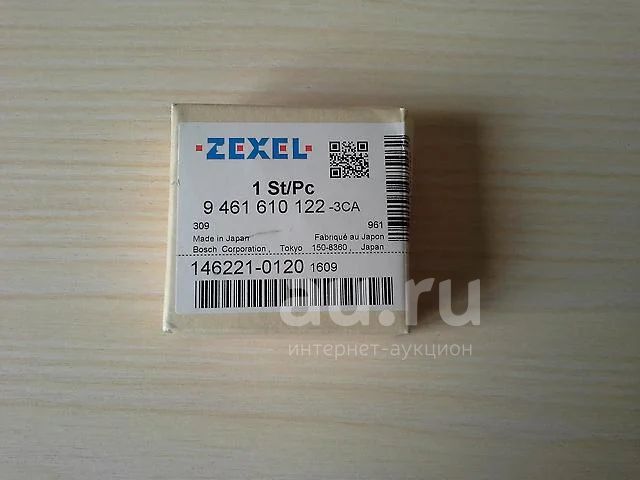 ZEXEL
1 St/Pc
9 461 610 122 -3CA
309 961
Made in Japan Fabriqué au Japon
Bosch Corporation, Tokyo 150-8360, Japan
146221-0120 1609
au.ru
интернет-аукцион